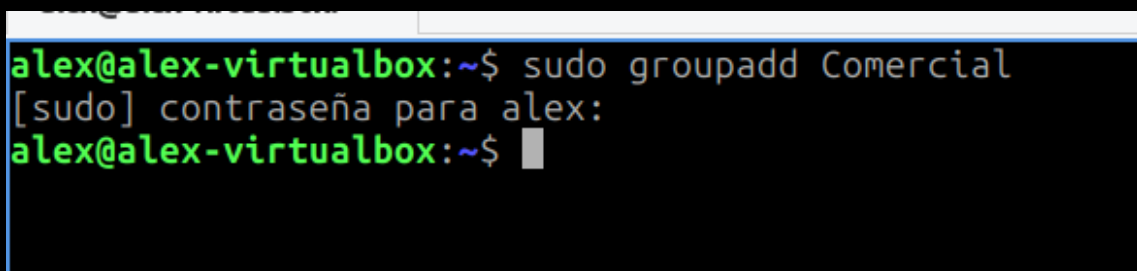 alex@alex-virtualbox:~$ sudo groupadd Comercial
[sudo] contraseña para alex:
alex@alex-virtualbox:~$